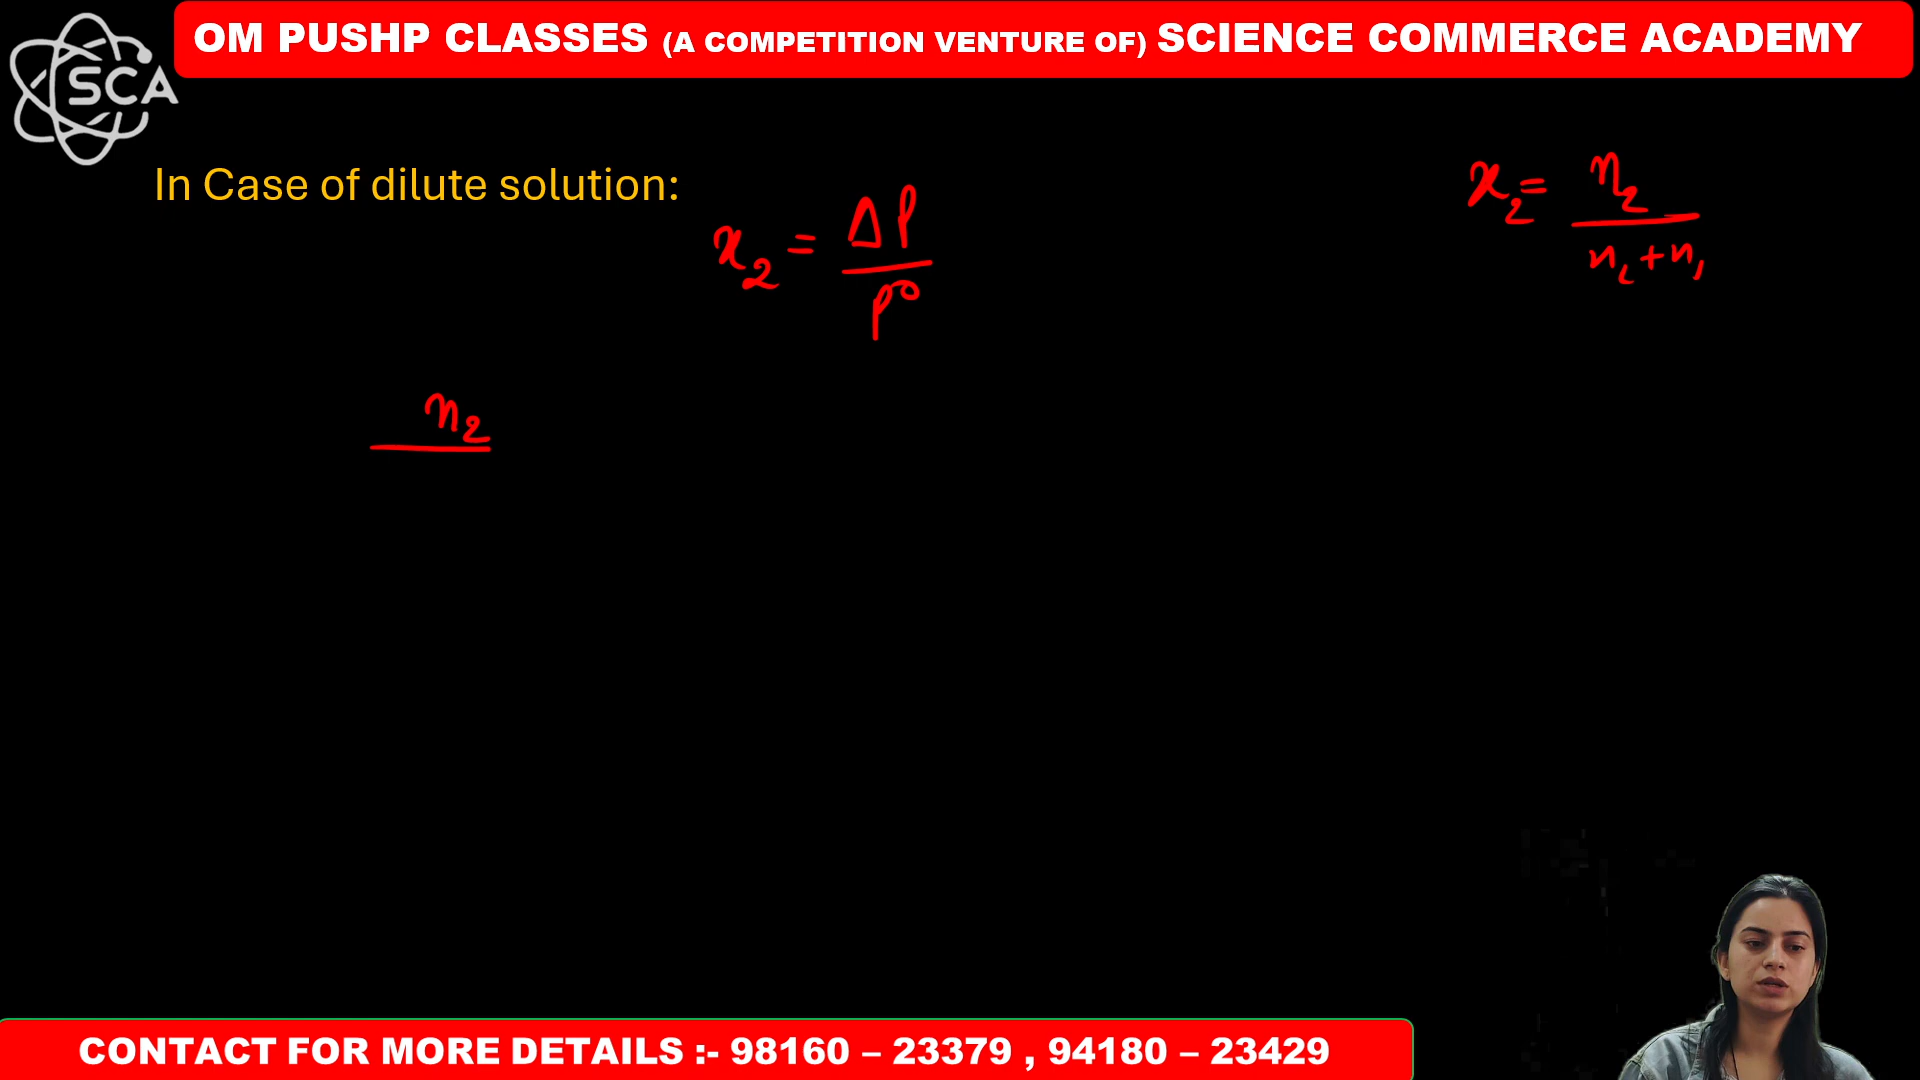 OM PUSHP CLASSES (A COMPETITION VENTURE OF) SCIENCE COMMERCE ACADEMY
SCA
In Case of dilute solution:
x₂ = ΔP / P°
x₂ = n₂ / n₂ + n₁
n₂
CONTACT FOR MORE DETAILS :- 98160 – 23379 , 94180 – 23429